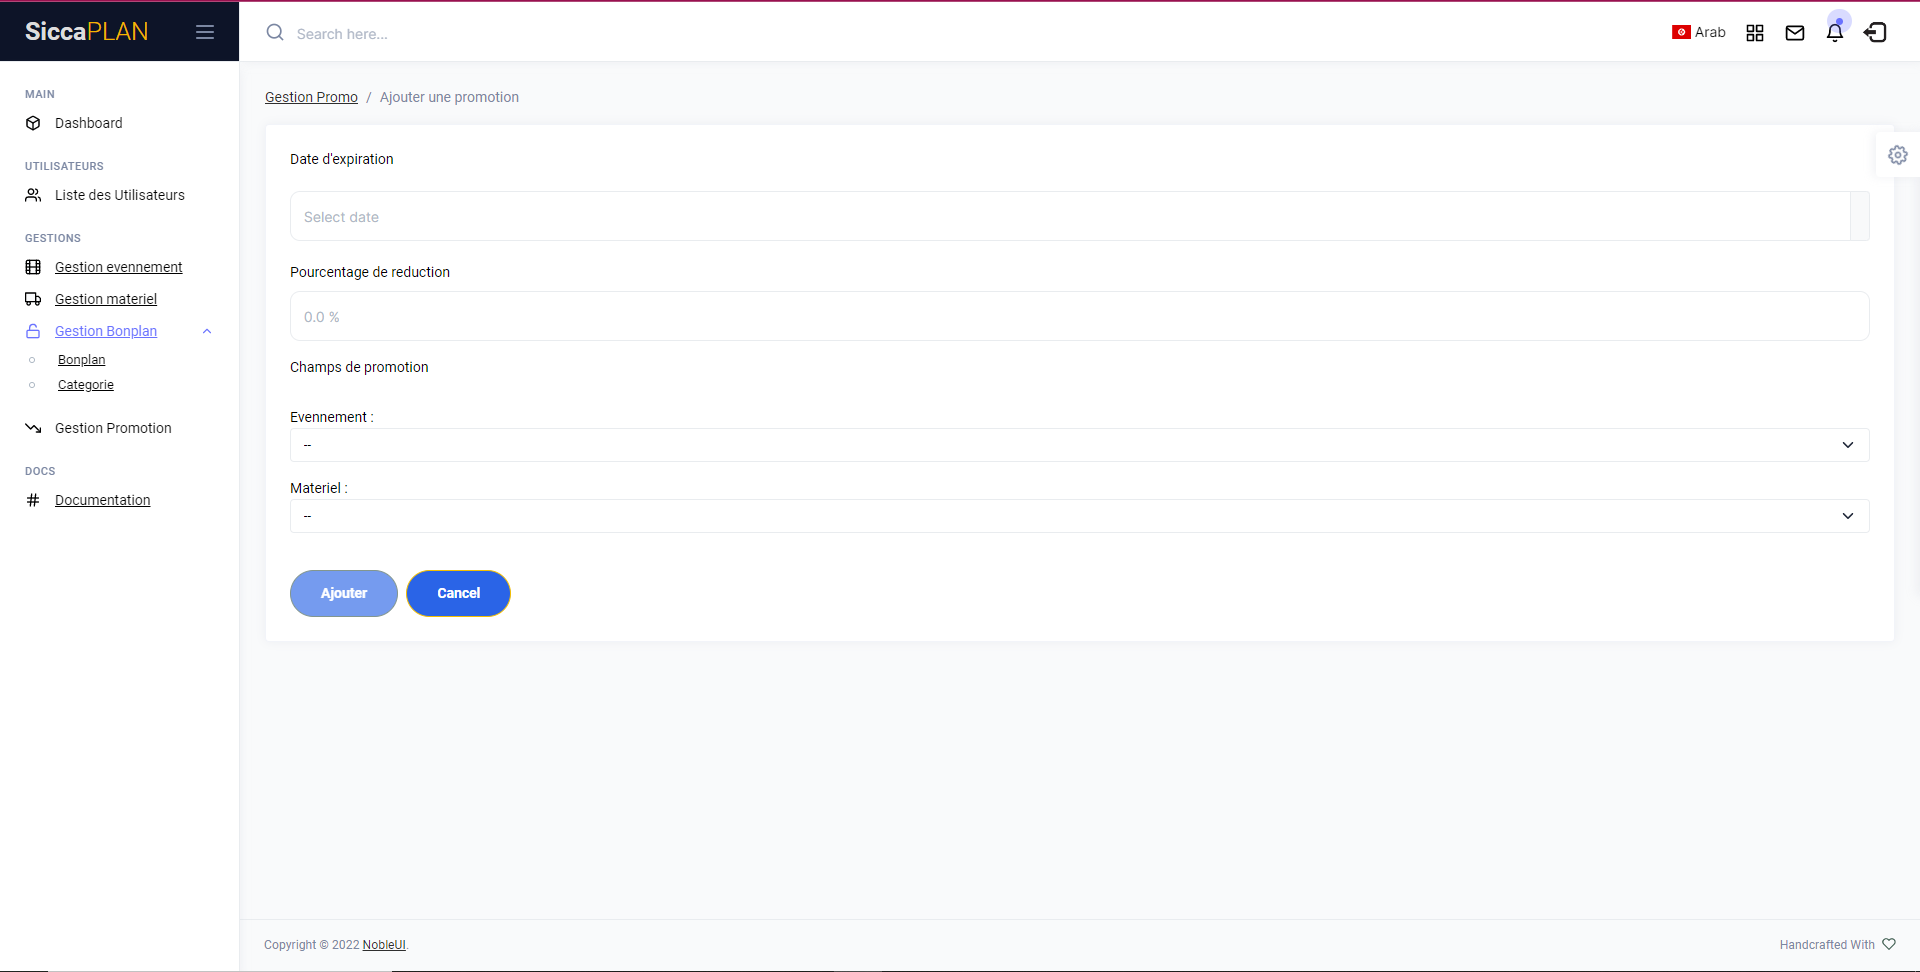 SiccaPLAN
Search here...
Arab
MAIN
Dashboard
UTILISATEURS
Liste des Utilisateurs
GESTIONS
Gestion evennement
Gestion materiel
Gestion Bonplan
Bonplan
Categorie
Gestion Promotion
DOCS
Documentation
Gestion Promo / Ajouter une promotion
Date d'expiration
Select date
Pourcentage de reduction
0.0 %
Champs de promotion
Evennement :
--
Materiel :
--
Ajouter
Cancel
Copyright © 2022 NobleUI.
Handcrafted With